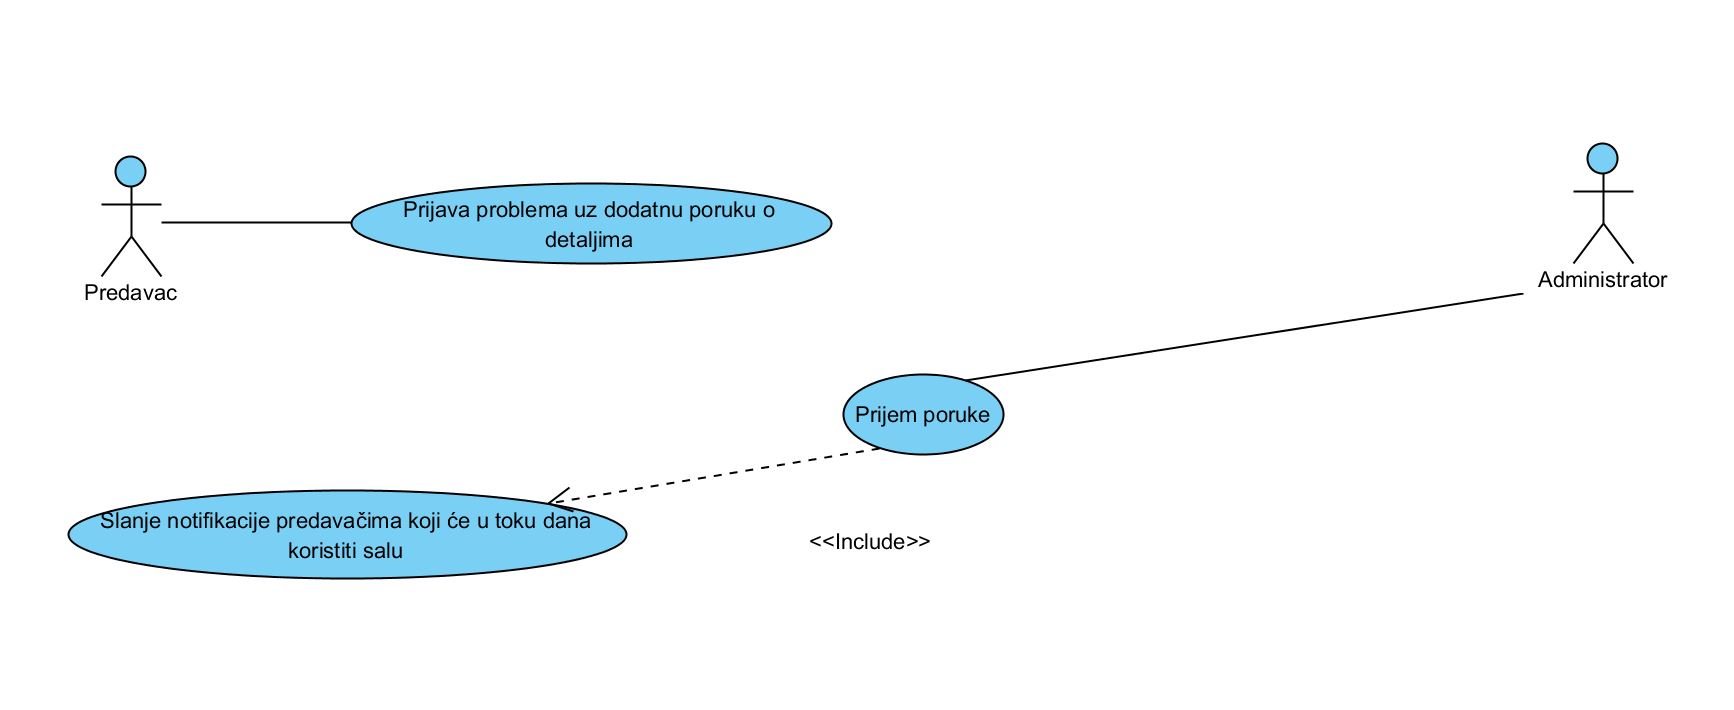 Prijava problema uz dodatnu poruku o
detaljima
Predavac
Administrator
Prijem poruke
Slanje notifikacije predavačima koji će u toku dana
koristiti salu
<<Include>>